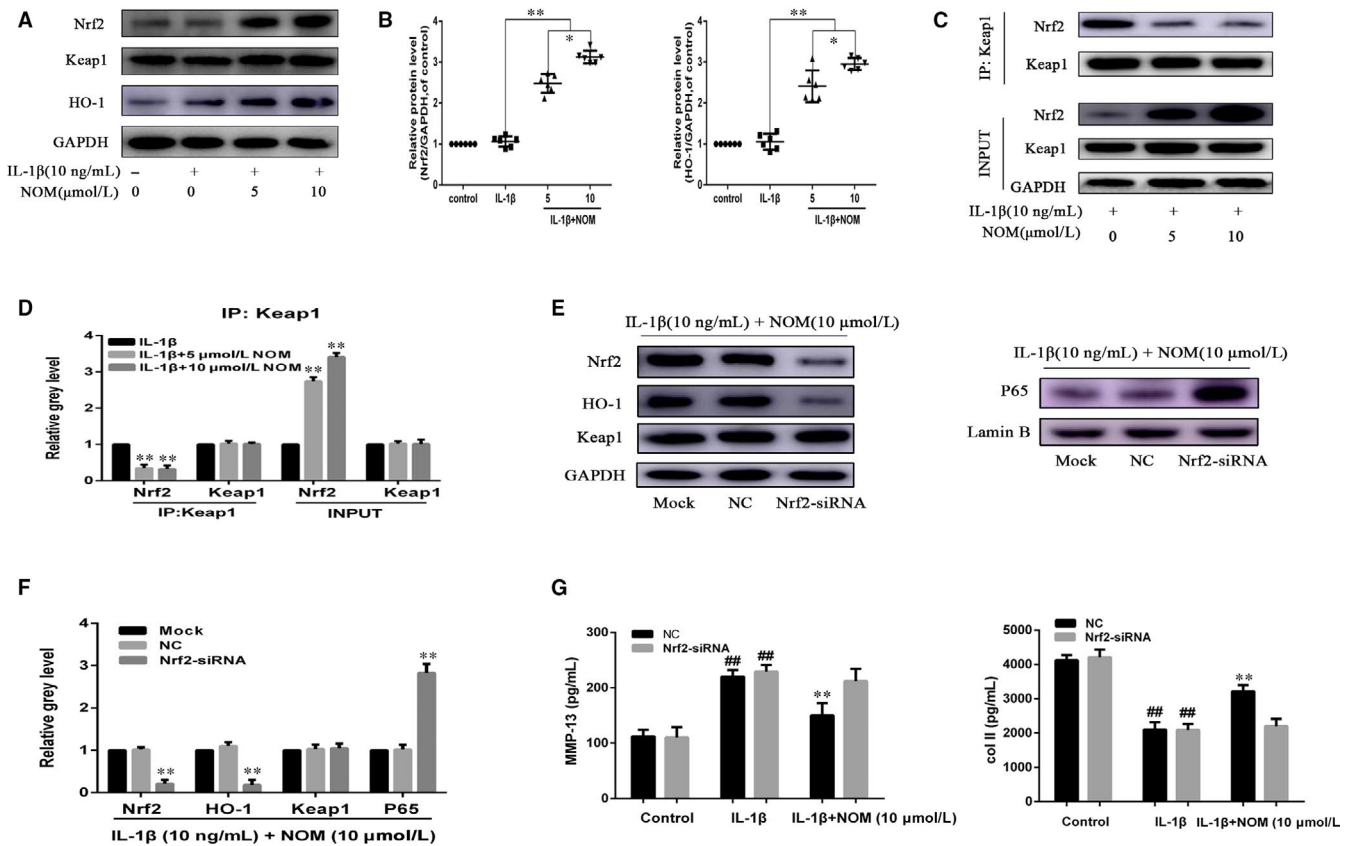 A
Nrf2
Keap1
HO-1
GAPDH
IL-1β(10 ng/mL) – + + +
NOM(μmol/L) 0 0 5 10
B
Relative protein level
(Nrf2/GAPDH,of control)
4
3
2
1
0
**
*
control IL-1β 5 10
IL-1β+NOM
Relative protein level
(HO-1/GAPDH,of control)
4
3
2
1
0
**
*
control IL-1β 5 10
IL-1β+NOM
C
IP: Keap1
Nrf2
Keap1
INPUT
Nrf2
Keap1
GAPDH
IL-1β(10 ng/mL) + + +
NOM(μmol/L) 0 5 10
D
IP: Keap1
Relative grey level
4
3
2
1
0
IL-1β
IL-1β+5 μmol/L NOM
IL-1β+10 μmol/L NOM
** ** ** **
Nrf2 Keap1 Nrf2 Keap1
IP:Keap1 INPUT
E
IL-1β(10 ng/mL) + NOM(10 μmol/L)
Nrf2
HO-1
Keap1
GAPDH
Mock NC Nrf2-siRNA
IL-1β(10 ng/mL) + NOM(10 μmol/L)
P65
Lamin B
Mock NC Nrf2-siRNA
F
Relative grey level
4
3
2
1
0
Mock
NC
Nrf2-siRNA
** ** **
Nrf2 HO-1 Keap1 P65
IL-1β (10 ng/mL) + NOM (10 μmol/L)
G
MMP-13 (pg/mL)
300
200
100
0
NC
Nrf2-siRNA
## ## **
Control IL-1β IL-1β+NOM (10 μmol/L)
col II (pg/mL)
5000
4000
3000
2000
1000
0
NC
Nrf2-siRNA
## ## **
Control IL-1β IL-1β+NOM (10 μmol/L